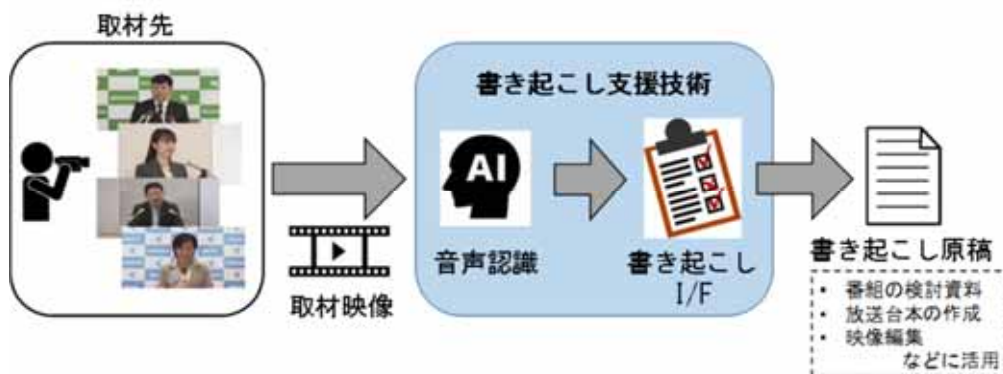 取材先
取材映像
書き起こし支援技術
AI
音声認識
書き起こし
I/F
書き起こし原稿
・ 番組の検討資料
・ 放送台本の作成
・ 映像編集
などに活用